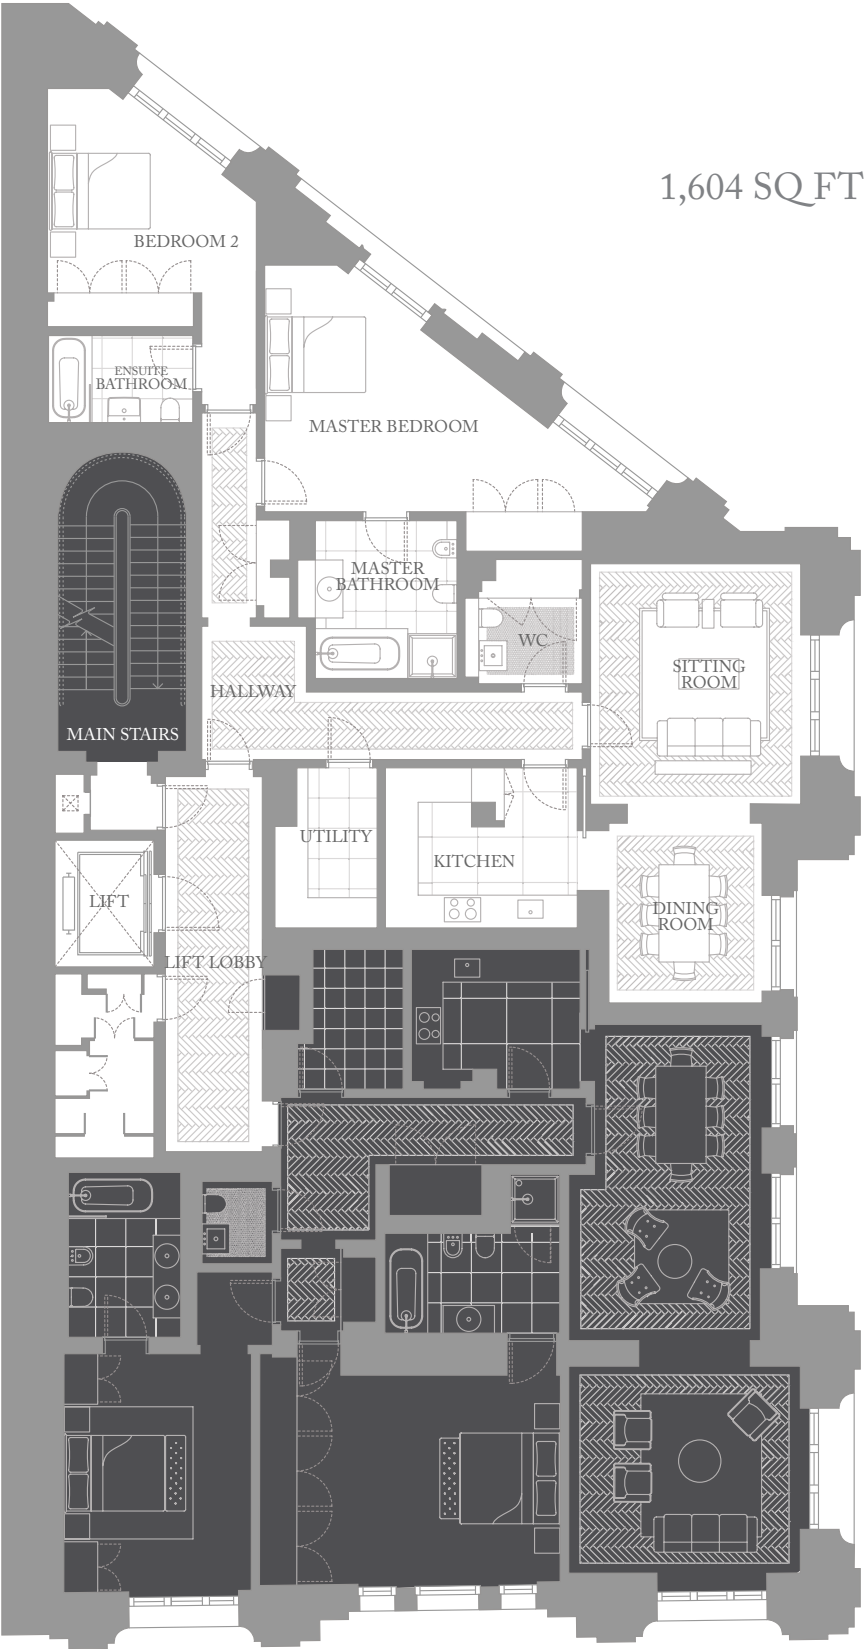 1,604 SQ FT
BEDROOM 2
ENSUITE
BATHROOM
MASTER BEDROOM
MASTER
BATHROOM
WC
SITTING
ROOM
HALLWAY
MAIN STAIRS
UTILITY
KITCHEN
LIFT
DINING
ROOM
LIFT LOBBY